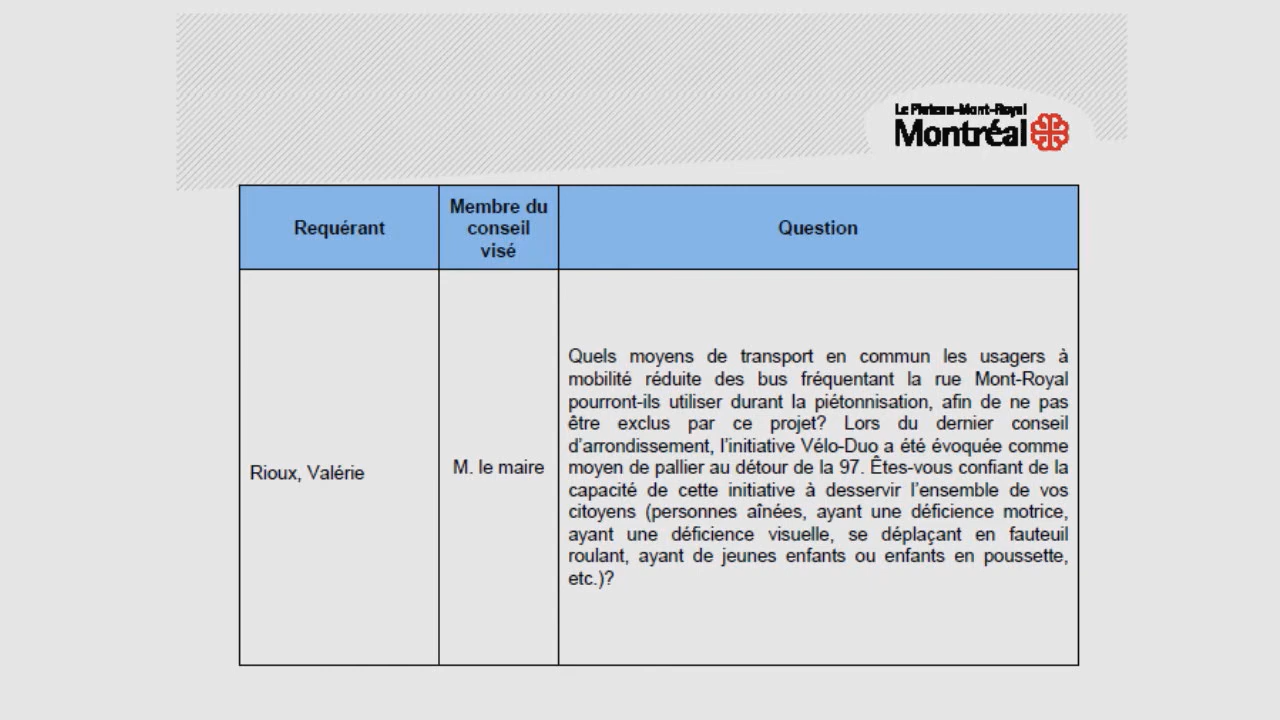 Le Plateau-Mont-Royal
Montréal
Requérant
Membre du
conseil
visé
Question
Rioux, Valérie
M. le maire
Quels moyens de transport en commun les usagers à
mobilité réduite des bus fréquentant la rue Mont-Royal
pourront-ils utiliser durant la piétonnisation, afin de ne pas
être exclus par ce projet? Lors du dernier conseil
d'arrondissement, l'initiative Vélo-Duo a été évoquée comme
moyen de pallier au détour de la 97. Êtes-vous confiant de la
capacité de cette initiative à desservir l'ensemble de vos
citoyens (personnes aînées, ayant une déficience motrice,
ayant une déficience visuelle, se déplaçant en fauteuil
roulant, ayant de jeunes enfants ou enfants en poussette,
etc.)?